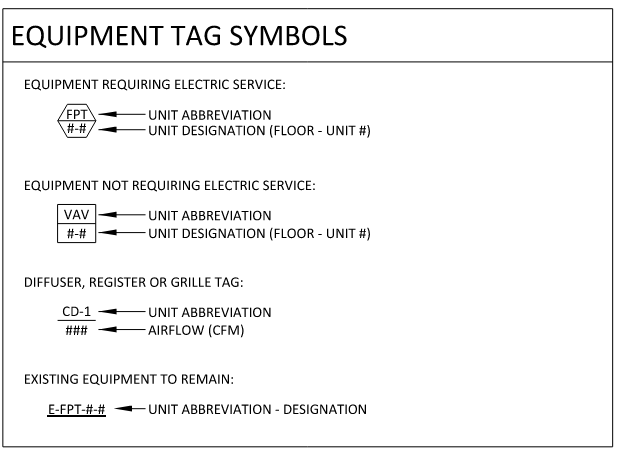 EQUIPMENT TAG SYMBOLS
EQUIPMENT REQUIRING ELECTRIC SERVICE:
FPT UNIT ABBREVIATION
#-# UNIT DESIGNATION (FLOOR - UNIT #)
EQUIPMENT NOT REQUIRING ELECTRIC SERVICE:
VAV UNIT ABBREVIATION
#-# UNIT DESIGNATION (FLOOR - UNIT #)
DIFFUSER, REGISTER OR GRILLE TAG:
CD-1 UNIT ABBREVIATION
### AIRFLOW (CFM)
EXISTING EQUIPMENT TO REMAIN:
E-FPT-#-# UNIT ABBREVIATION - DESIGNATION